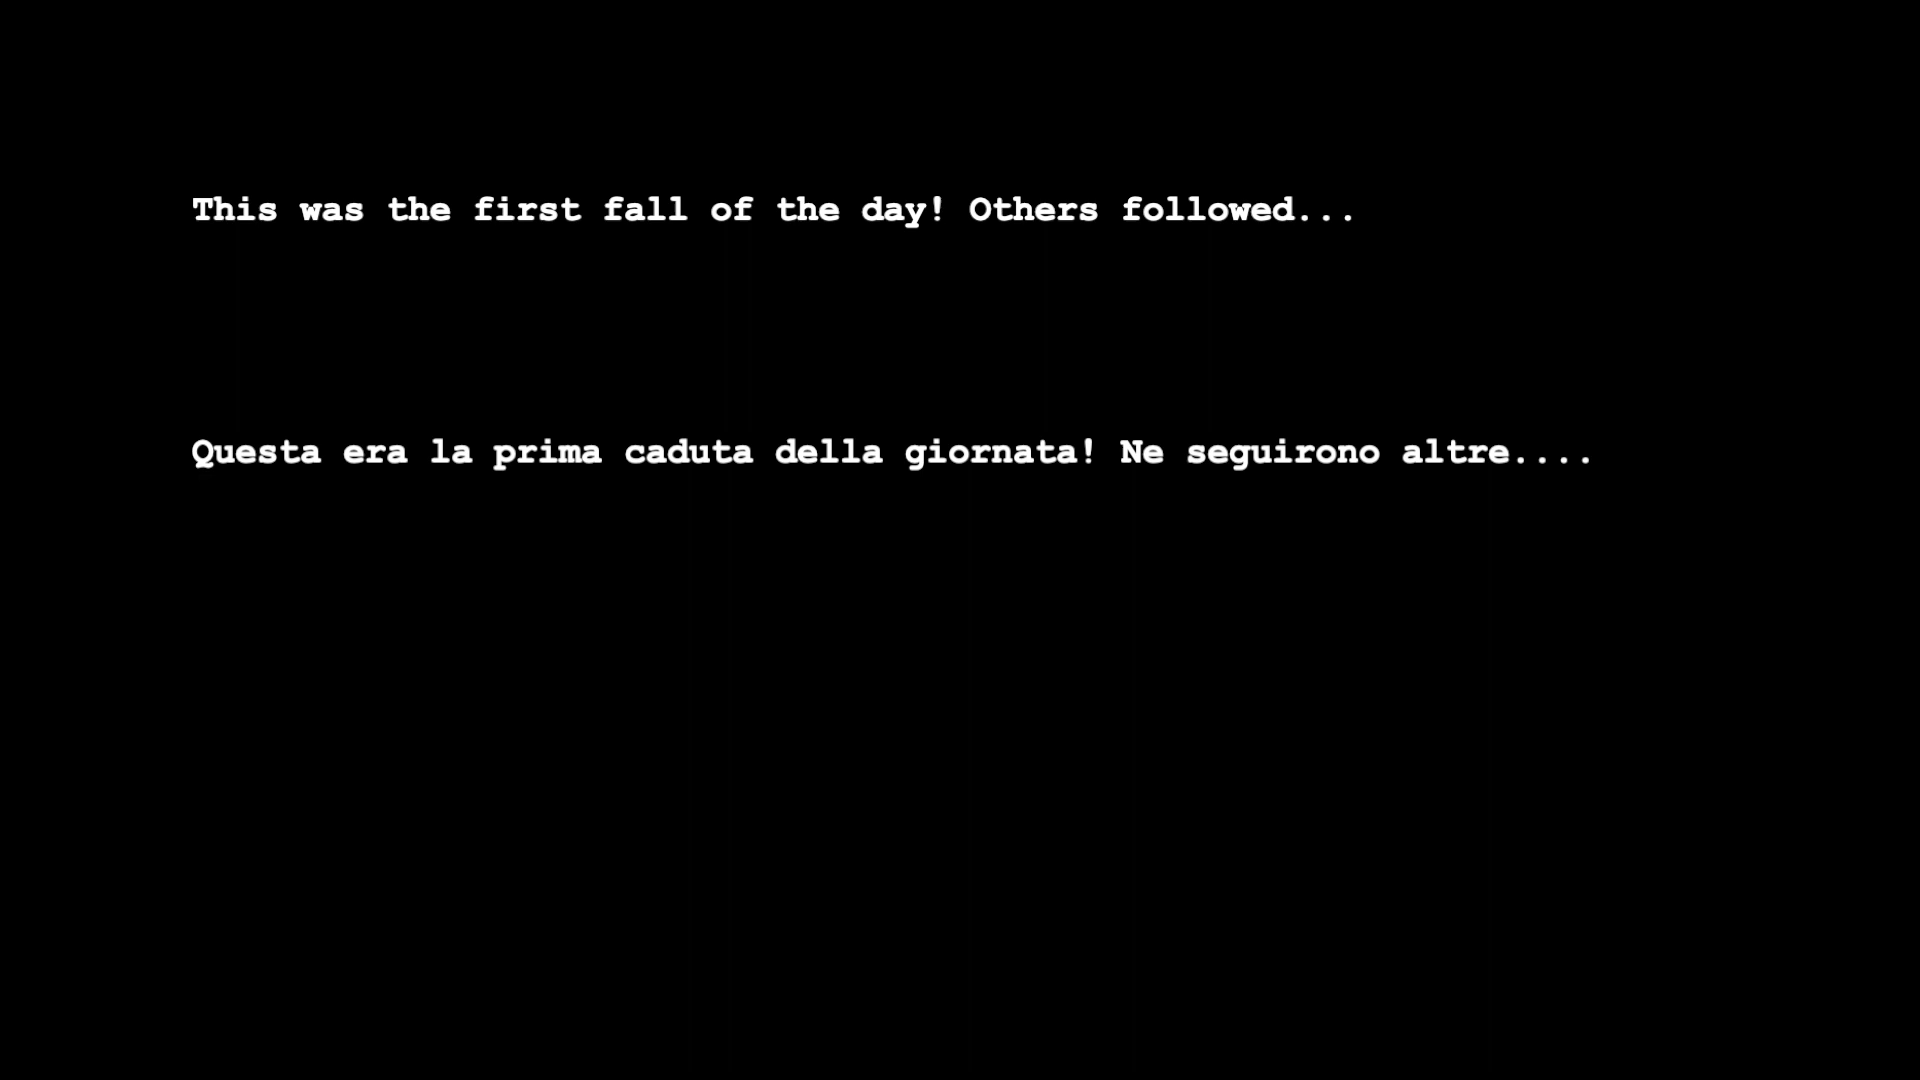 This was the first fall of the day! Others followed...
Questa era la prima caduta della giornata! Ne seguirono altre....